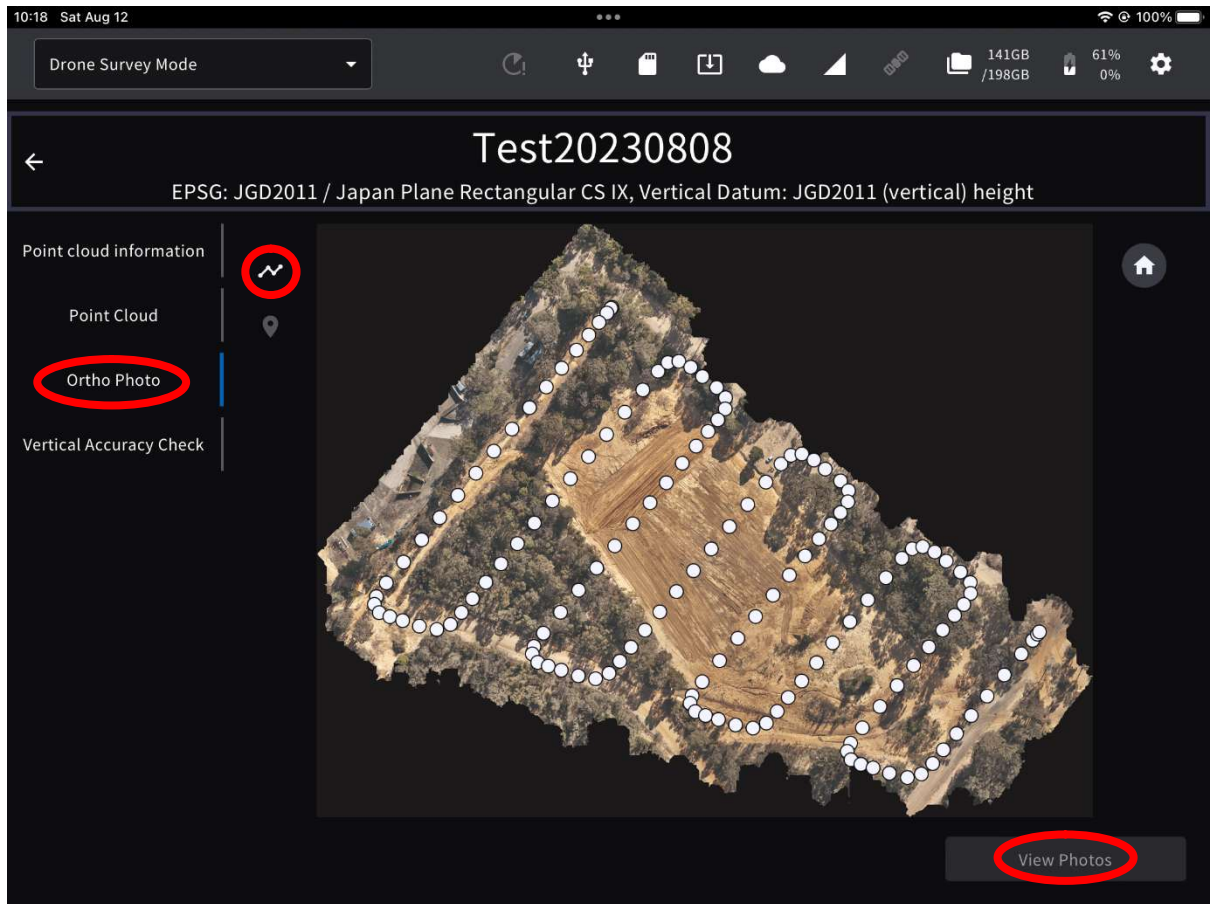 10:18 Sat Aug 12
100%
Drone Survey Mode
141GB
/198GB
61%
0%
Test20230808
EPSG: JGD2011 / Japan Plane Rectangular CS IX, Vertical Datum: JGD2011 (vertical) height
Point cloud information
Point Cloud
Ortho Photo
Vertical Accuracy Check
View Photos